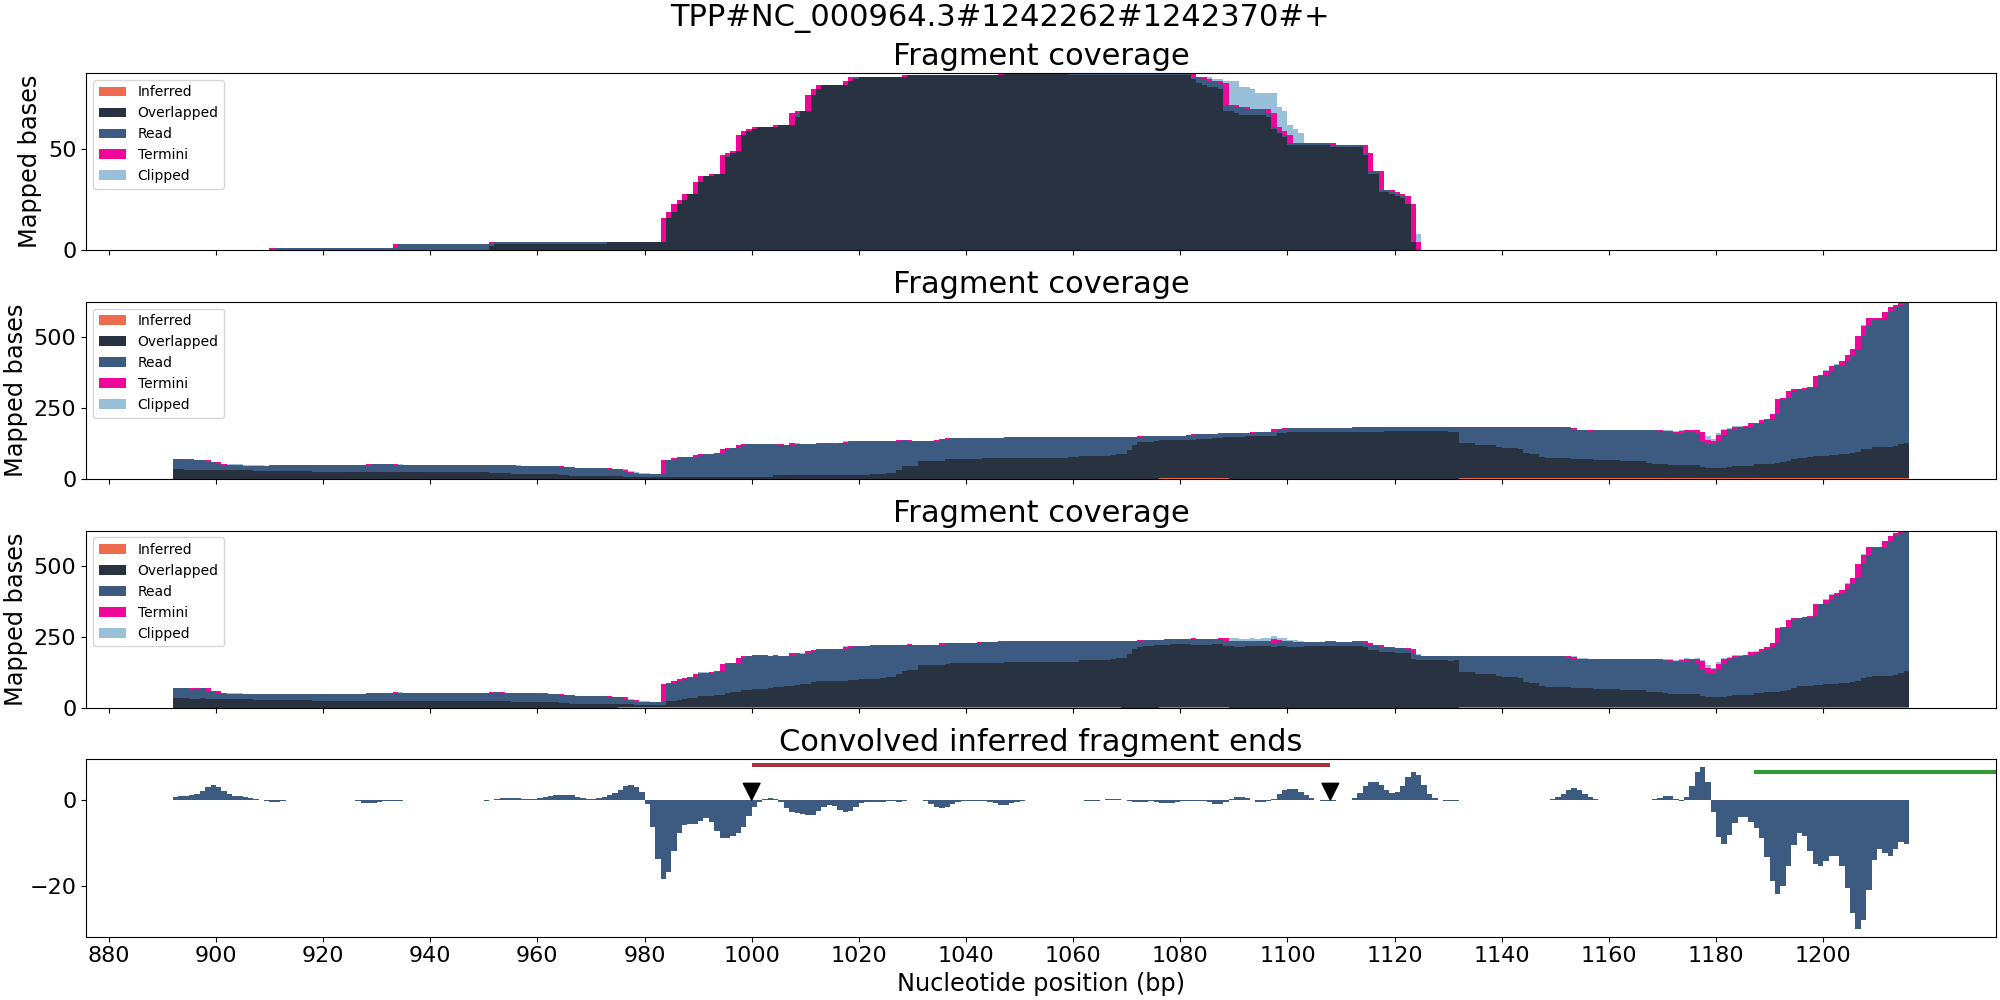 TPP#NC_000964.3#1242262#1242370#+
Fragment coverage
Mapped bases
50
0
Inferred
Overlapped
Read
Termini
Clipped
Fragment coverage
Mapped bases
500
250
0
Inferred
Overlapped
Read
Termini
Clipped
Fragment coverage
Mapped bases
500
250
0
Inferred
Overlapped
Read
Termini
Clipped
Convolved inferred fragment ends
0
−20
880 900 920 940 960 980 1000 1020 1040 1060 1080 1100 1120 1140 1160 1180 1200
Nucleotide position (bp)